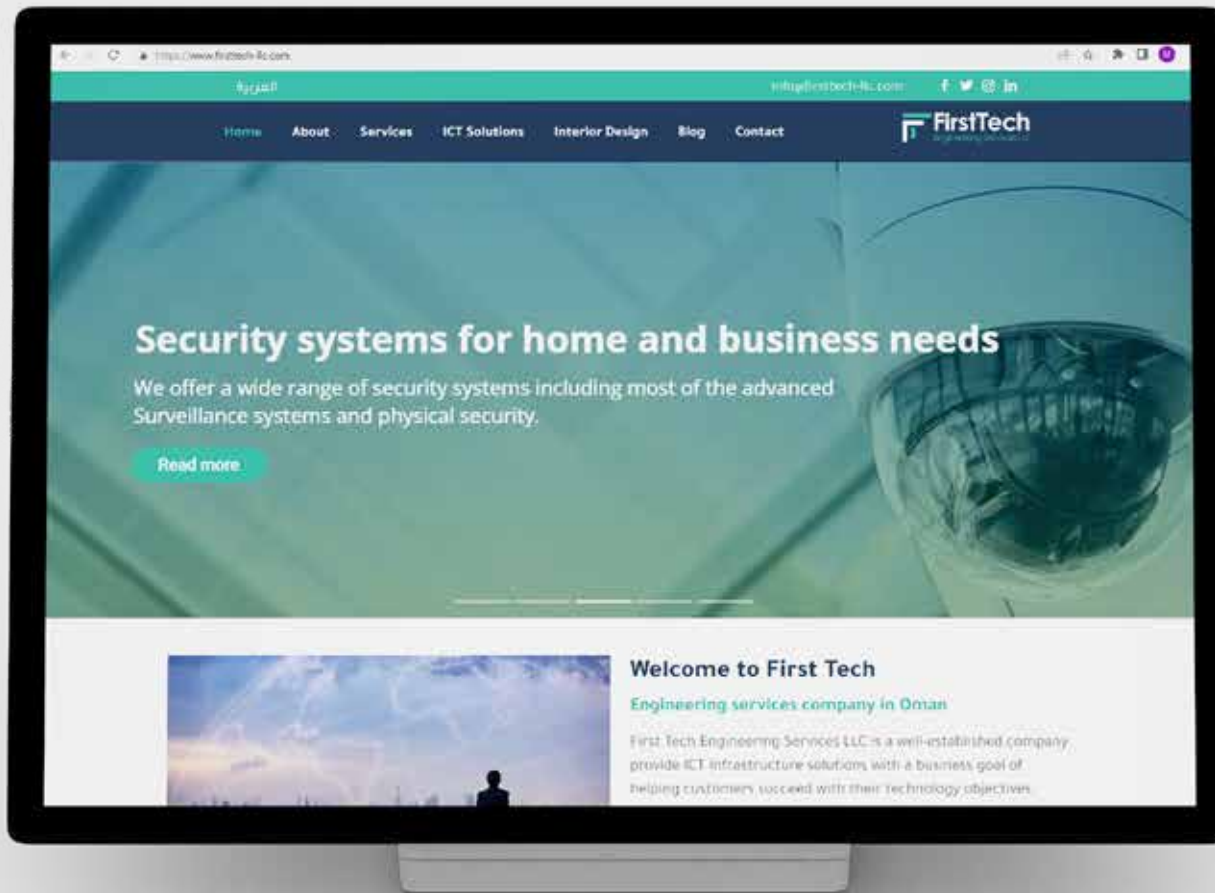 https://www.firsttech-llc.com
M
العربية
info@firsttech-llc.com
Home About Services ICT Solutions Interior Design Blog Contact
FirstTech
Security systems for home and business needs
We offer a wide range of security systems including most of the advanced
Surveillance systems and physical security.
Read more
Welcome to First Tech
Engineering services company in Oman
First Tech Engineering Services LLC is a well-established company
provide ICT infrastructure solutions with a business goal of
helping customers succeed with their technology objectives.